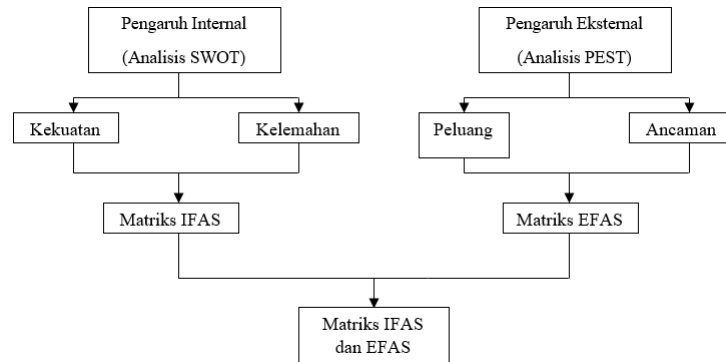 Pengaruh Internal
(Analisis SWOT)
Pengaruh Eksternal
(Analisis PEST)
Kekuatan
Kelemahan
Peluang
Ancaman
Matriks IFAS
Matriks EFAS
Matriks IFAS
dan EFAS